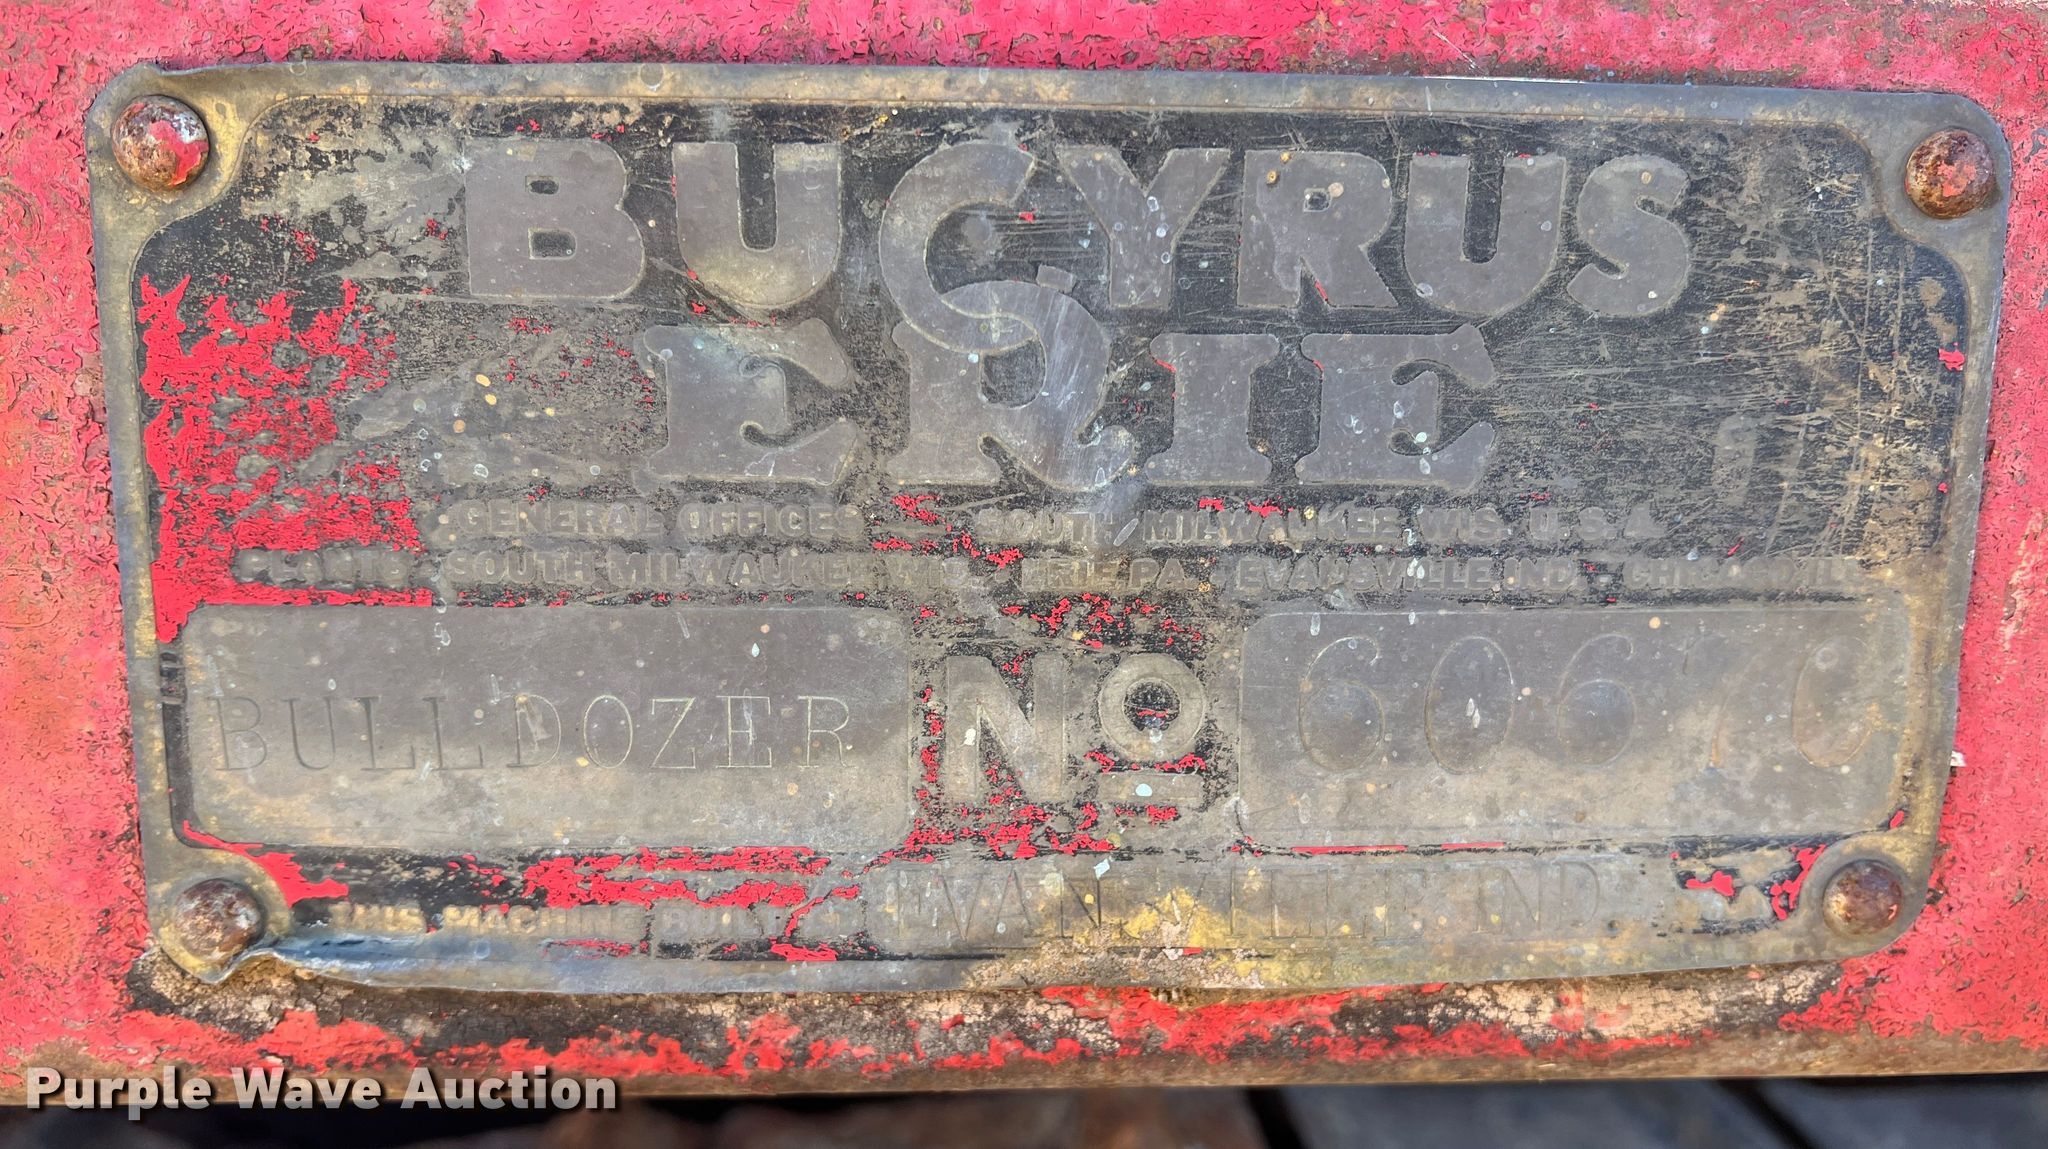 BUCYRUS
ERIE
GENERAL OFFICES - SOUTH MILWAUKEE, WIS. U.S.A.
PLANTS - SOUTH MILWAUKEE, WIS. - ERIE, PA. - EVANSVILLE, IND. - CHICAGO, ILL.
BULLDOZER No 60670
THIS MACHINE BUILT AT EVANSVILLE IND.
Purple Wave Auction